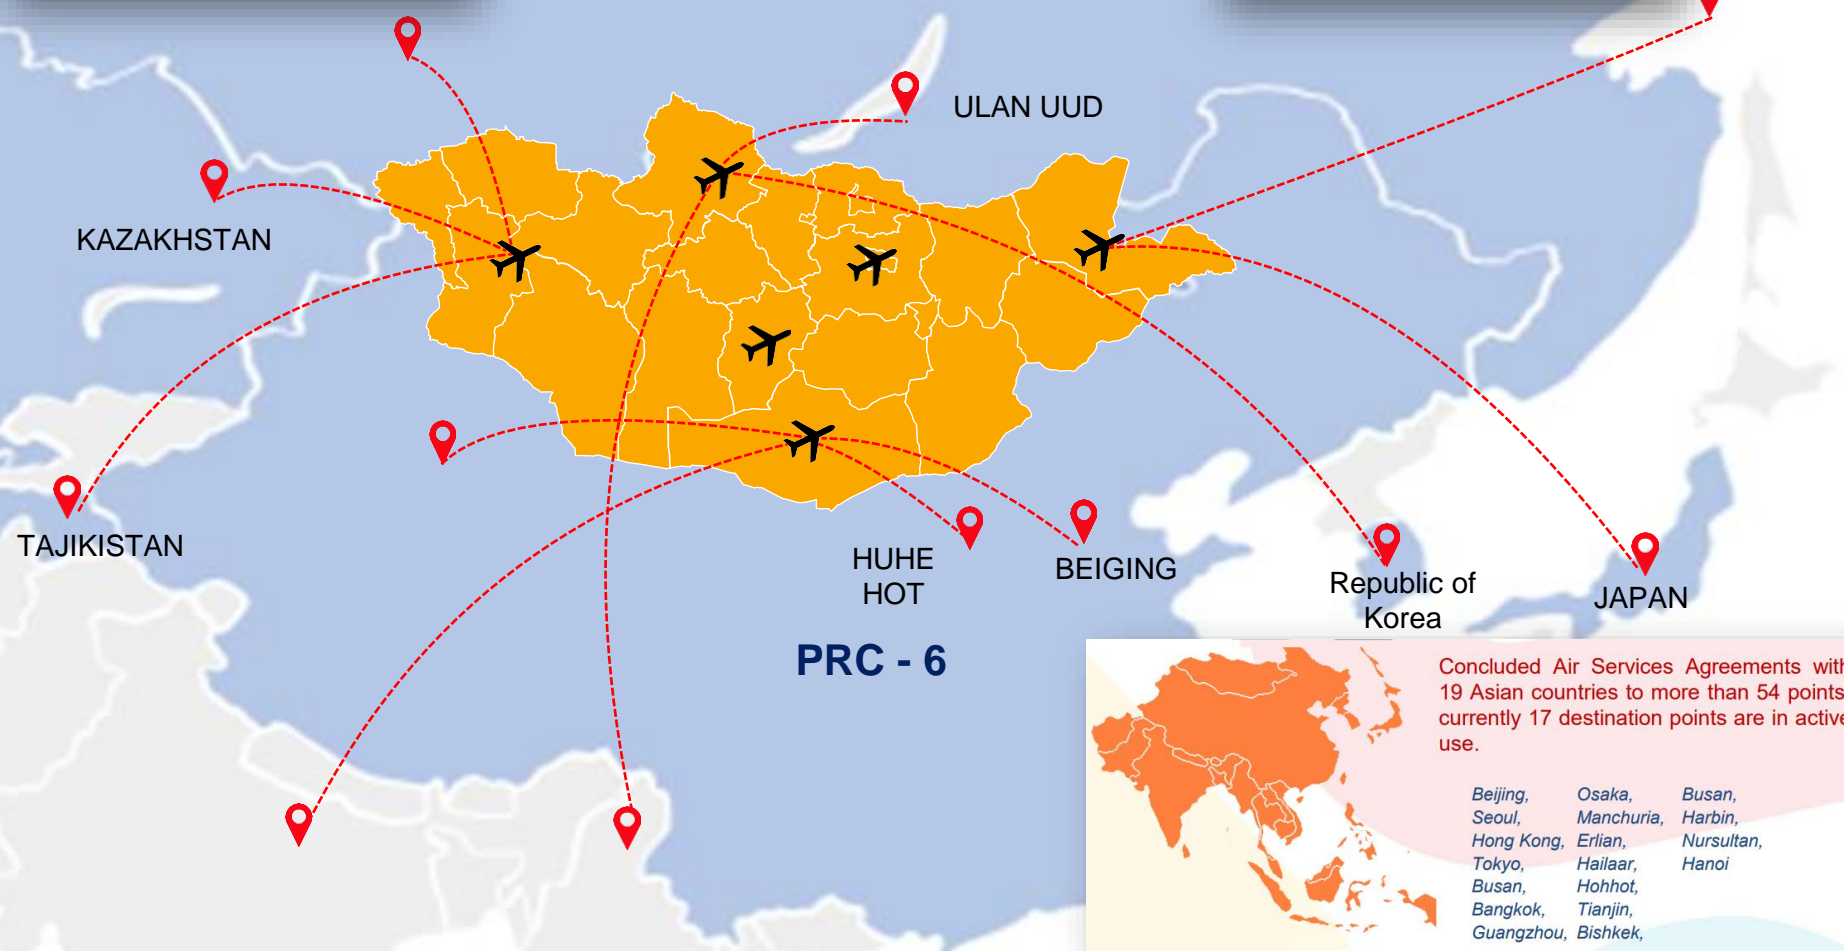 ULAN UUD
KAZAKHSTAN
TAJIKISTAN
HUHE
HOT
BEIGING
Republic of
Korea
JAPAN
PRC - 6
Concluded Air Services Agreements with
19 Asian countries to more than 54 points
currently 17 destination points are in active
use.
Beijing, Osaka, Busan,
Seoul, Manchuria, Harbin,
Hong Kong, Erlian, Nursultan,
Tokyo, Hailaar, Hanoi
Busan, Hohhot,
Bangkok, Tianjin,
Guangzhou, Bishkek,